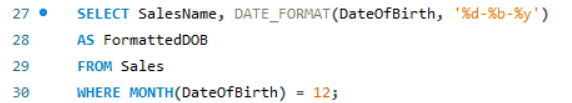 27 SELECT SalesName, DATE_FORMAT(DateOfBirth, '%d-%b-%y')
28 AS FormattedDOB
29 FROM Sales
30 WHERE MONTH(DateOfBirth) = 12;